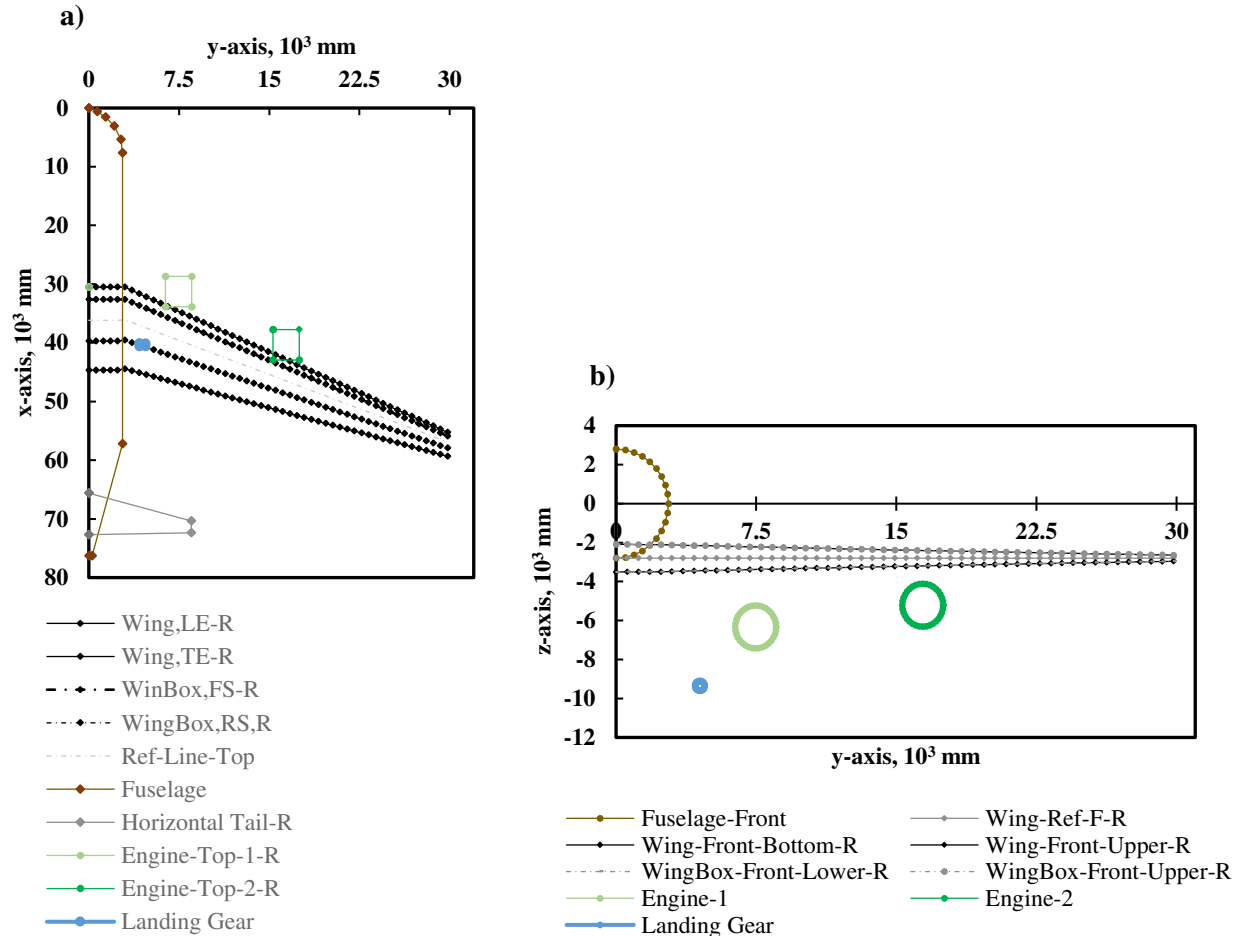 a)
y-axis, 10³ mm
0 7.5 15 22.5 30
0
10
20
30
40
50
60
70
80
x-axis, 10³ mm
Wing,LE-R
Wing,TE-R
WinBox,FS-R
WingBox,RS,R
Ref-Line-Top
Fuselage
Horizontal Tail-R
Engine-Top-1-R
Engine-Top-2-R
Landing Gear
b)
4
2
0
-2
-4
-6
-8
-10
-12
z-axis, 10³ mm
0 7.5 15 22.5 30
y-axis, 10³ mm
Fuselage-Front Wing-Ref-F-R
Wing-Front-Bottom-R Wing-Front-Upper-R
WingBox-Front-Lower-R WingBox-Front-Upper-R
Engine-1 Engine-2
Landing Gear